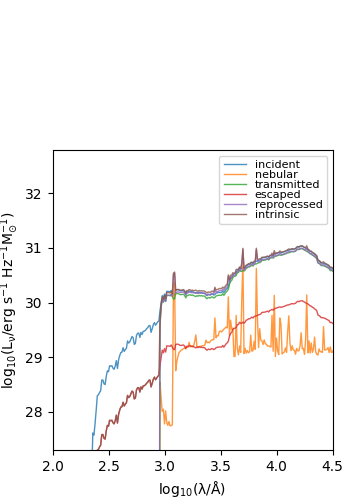 incident
nebular
transmitted
escaped
reprocessed
intrinsic
32
31
30
29
28
log₁₀(Lν/erg s⁻¹ Hz⁻¹M⊙⁻¹)
2.0 2.5 3.0 3.5 4.0 4.5
log₁₀(λ/Å)